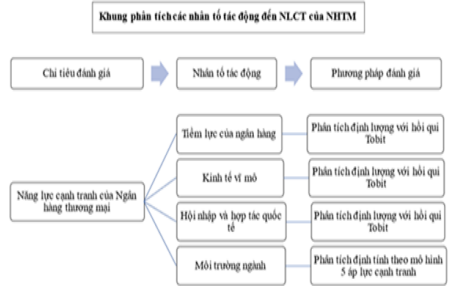 Khung phân tích các nhân tố tác động đến NLCT của NHTM
Chỉ tiêu đánh giá
Nhân tố tác động
Phương pháp đánh giá
Năng lực cạnh tranh của Ngân
hàng thương mại
Tiềm lực của ngân hàng
Phân tích định lượng với hồi qui
Tobit
Kinh tế vĩ mô
Phân tích định lượng với hồi qui
Tobit
Hội nhập và hợp tác quốc
tế
Phân tích định lượng với hồi qui
Tobit
Môi trường ngành
Phân tích định tính theo mô hình
5 áp lực cạnh tranh